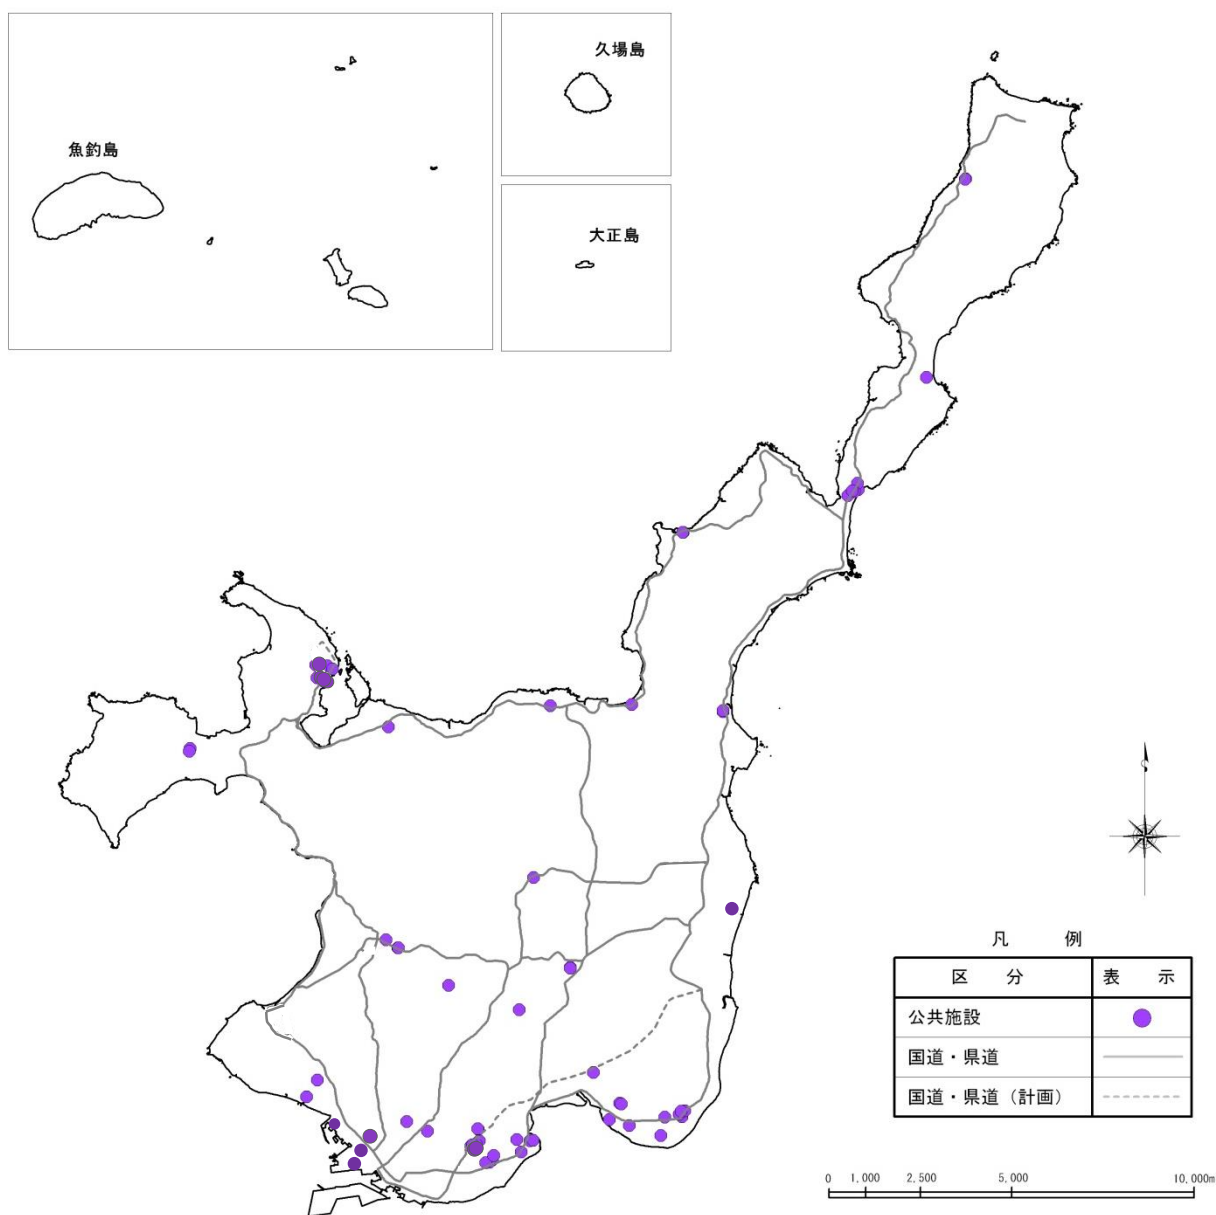 魚釣島
久場島
大正島
凡 例
区 分 表 示
公共施設
国道・県道
国道・県道(計画)
0 1,000 2,500 5,000 10,000m